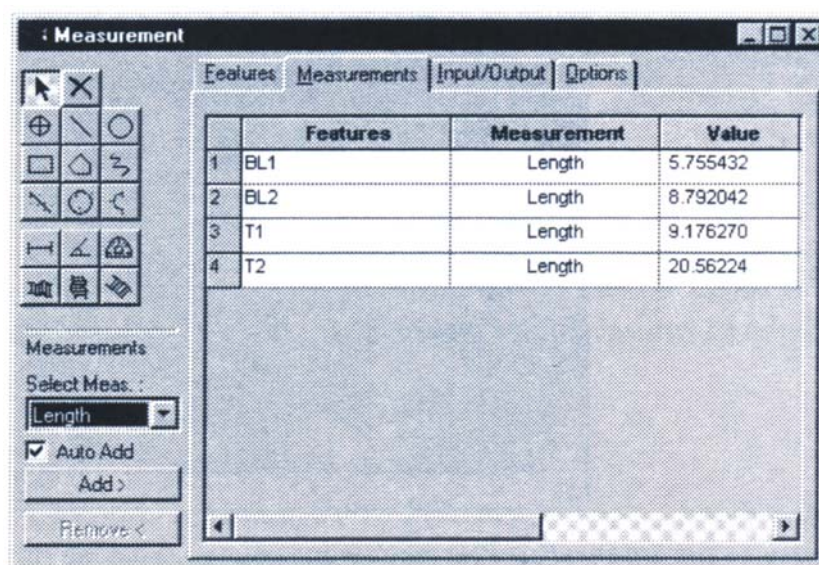 : Measurement
Features Measurements Input/Output Options
Features Measurement Value
1 BL1 Length 5.755432
2 BL2 Length 8.792042
3 T1 Length 9.176270
4 T2 Length 20.56224
Measurements
Select Meas. :
Length
Auto Add
Add >
Remove <